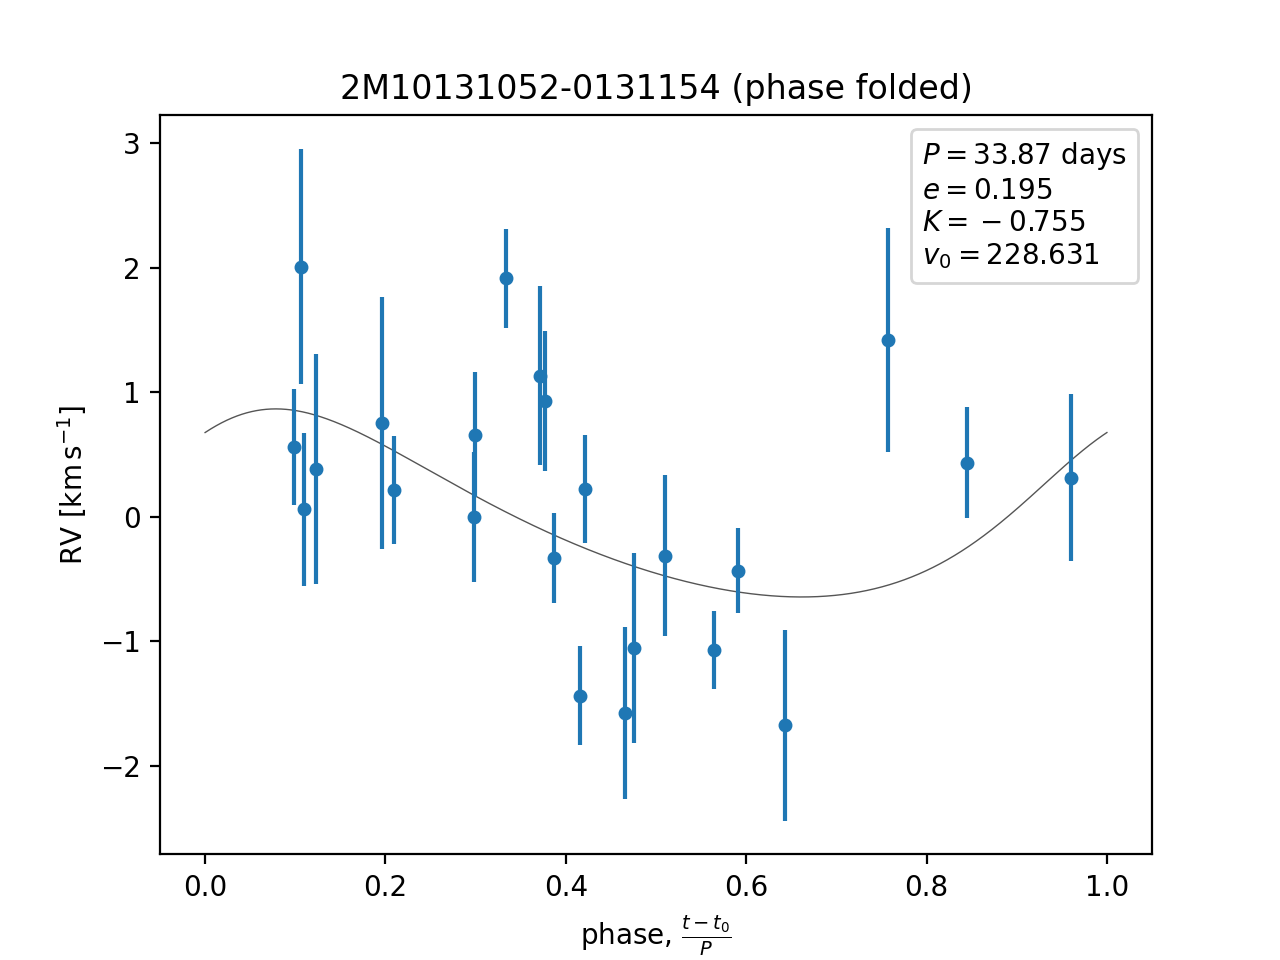 2M10131052-0131154 (phase folded)
P = 33.87 days
e = 0.195
K = −0.755
v₀ = 228.631
3
2
1
0
−1
−2
RV [km s⁻¹]
0.0 0.2 0.4 0.6 0.8 1.0
phase, (t − t₀)/P